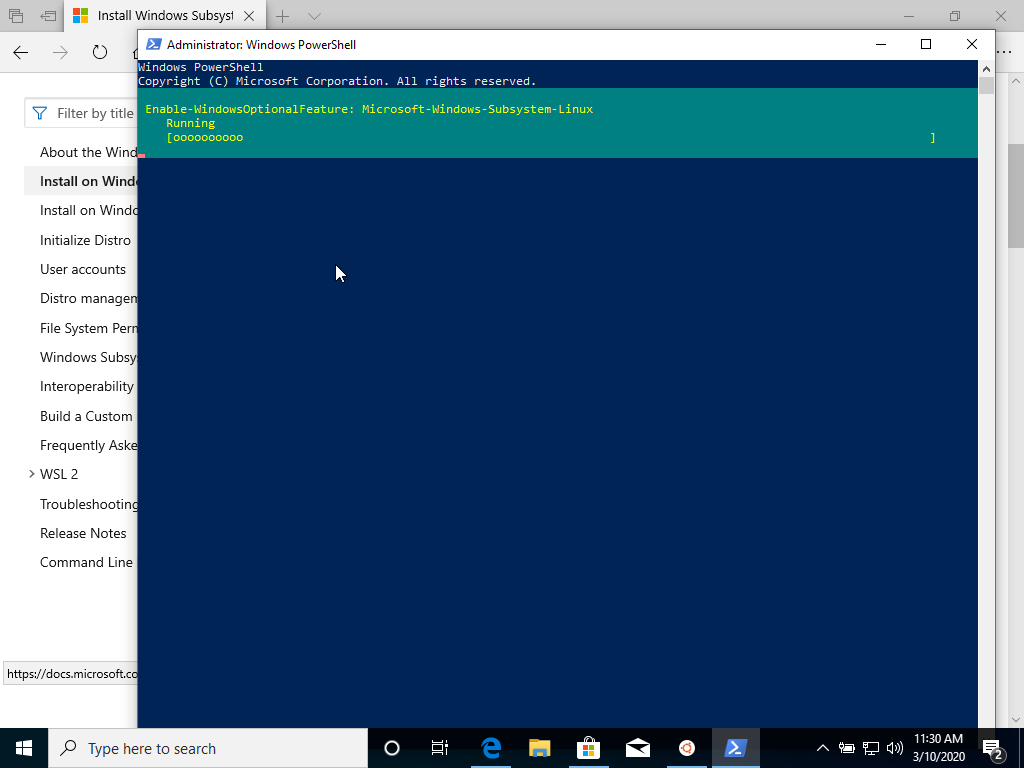 Install Windows Subsyst
Administrator: Windows PowerShell
Windows PowerShell
Copyright (C) Microsoft Corporation. All rights reserved.
Enable-WindowsOptionalFeature: Microsoft-Windows-Subsystem-Linux
Running
[oooooooooo ]
Filter by title
About the Wind
Install on Windo
Install on Windo
Initialize Distro
User accounts
Distro managem
File System Perm
Windows Subsy
Interoperability
Build a Custom
Frequently Aske
WSL 2
Troubleshooting
Release Notes
Command Line
https://docs.microsoft.co
Type here to search
11:30 AM
3/10/2020
2